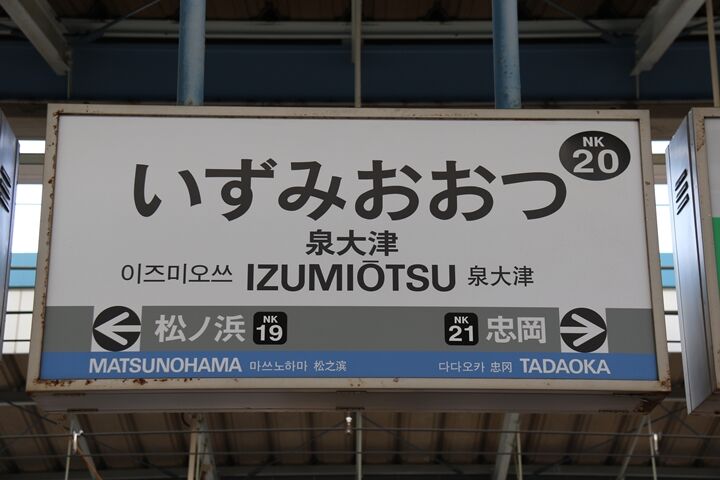 NK
20
いずみおおつ
泉大津
이즈미오쓰 IZUMIŌTSU 泉大津
松ノ浜 NK 19 NK 21 忠岡
MATSUNOHAMA 마쓰노하마 松之滨 다다오카 忠冈 TADAOKA